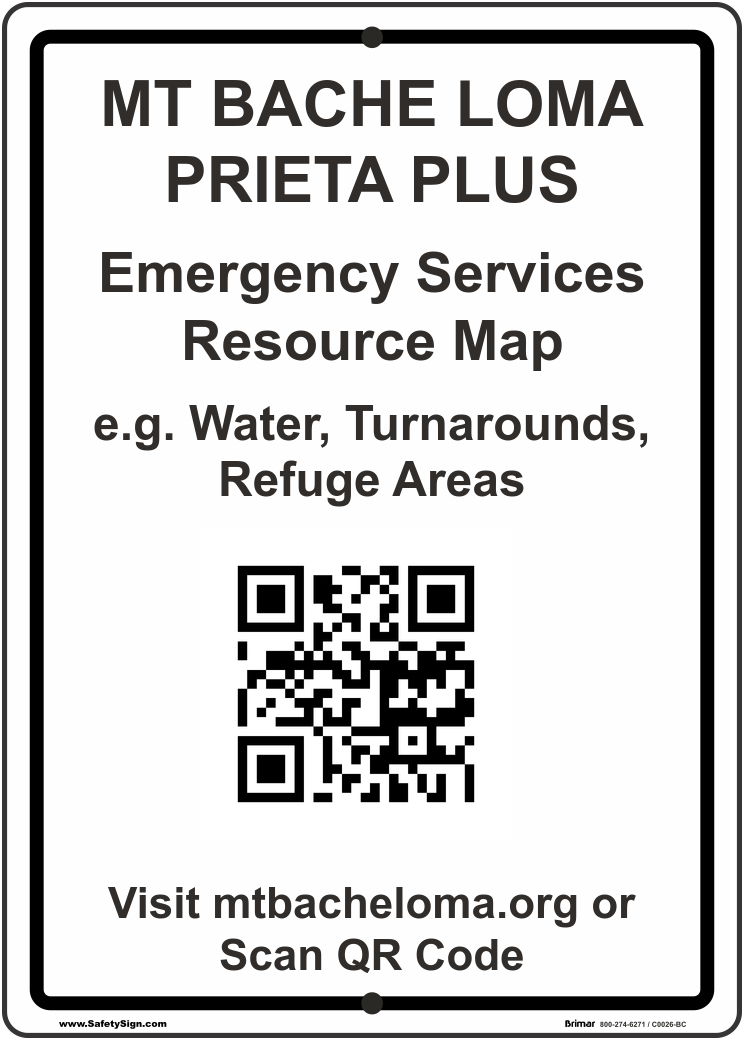 MT BACHE LOMA
PRIETA PLUS
Emergency Services
Resource Map
e.g. Water, Turnarounds,
Refuge Areas
Visit mtbacheloma.org or
Scan QR Code
www.SafetySign.com
Brimar 800-274-6271 / C0026-BC